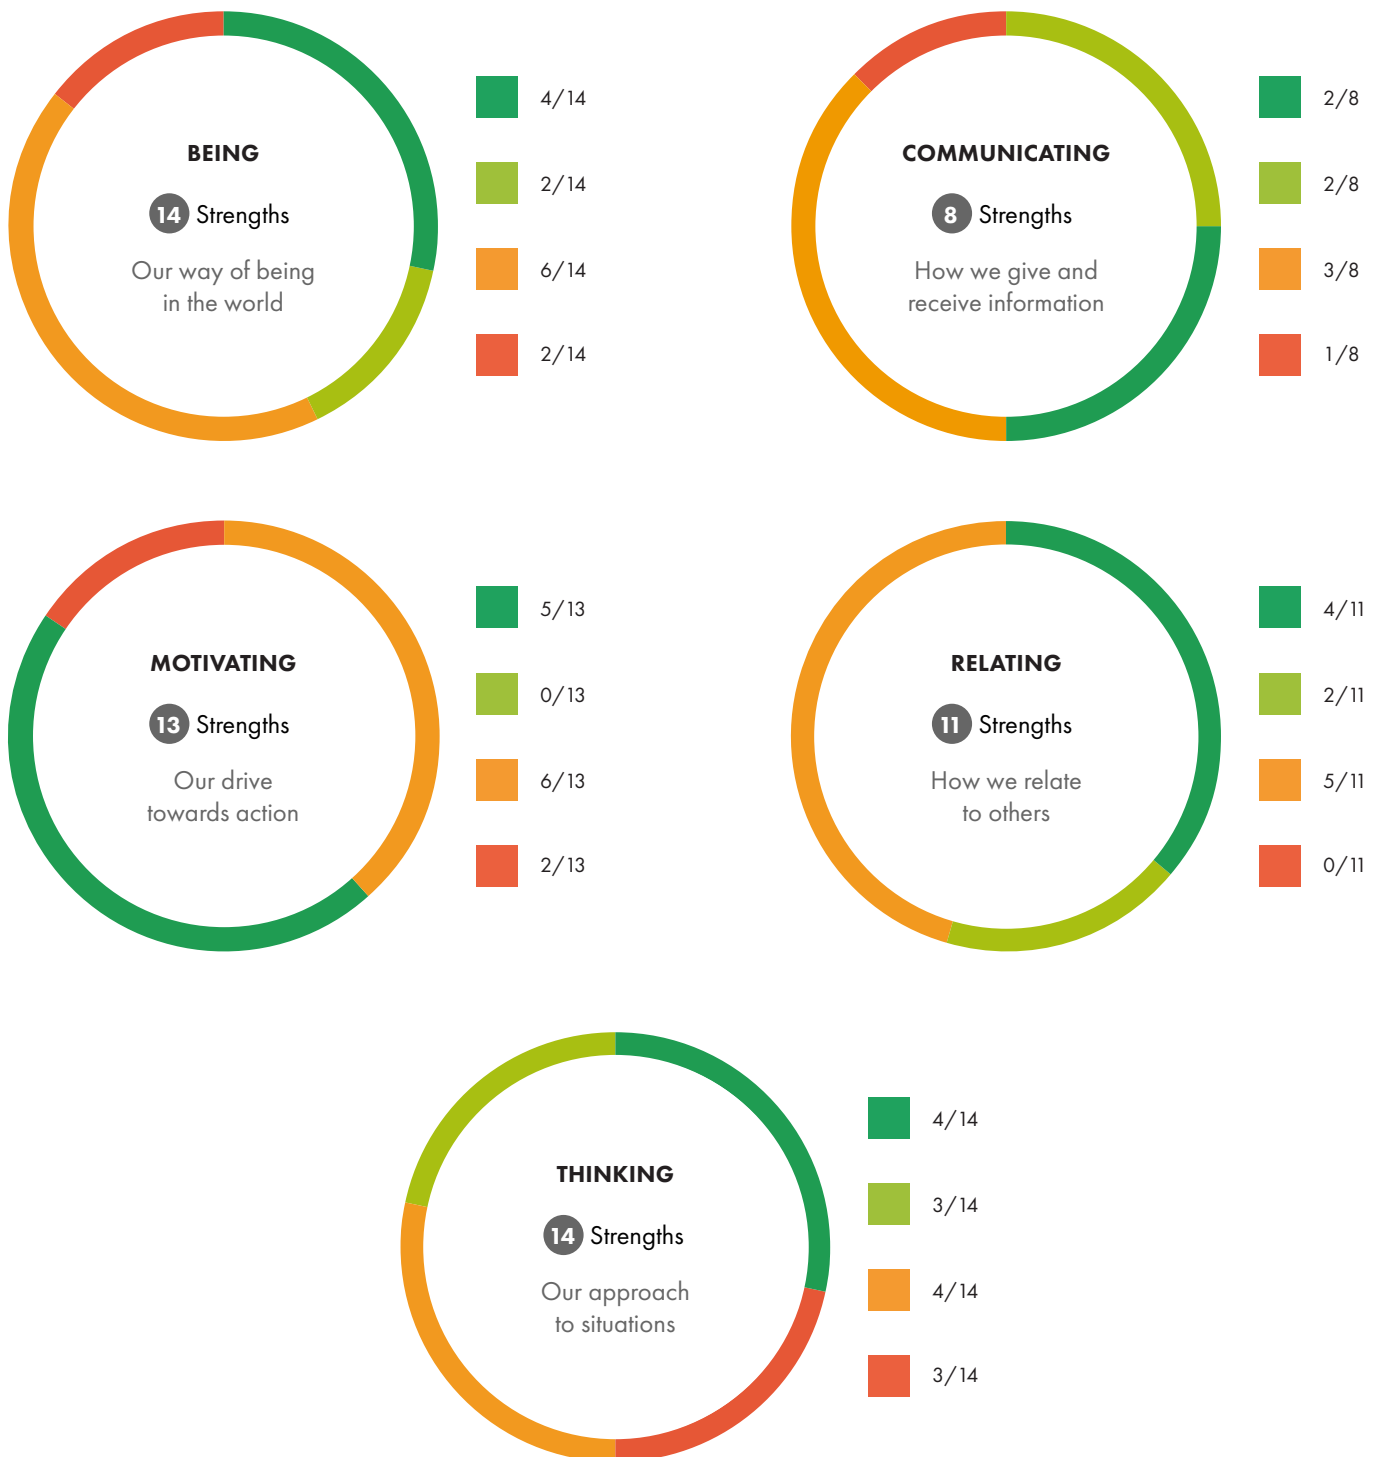 BEING
14 Strengths
Our way of being
in the world
4/14
2/14
6/14
2/14
COMMUNICATING
8 Strengths
How we give and
receive information
2/8
2/8
3/8
1/8
MOTIVATING
13 Strengths
Our drive
towards action
5/13
0/13
6/13
2/13
RELATING
11 Strengths
How we relate
to others
4/11
2/11
5/11
0/11
THINKING
14 Strengths
Our approach
to situations
4/14
3/14
4/14
3/14